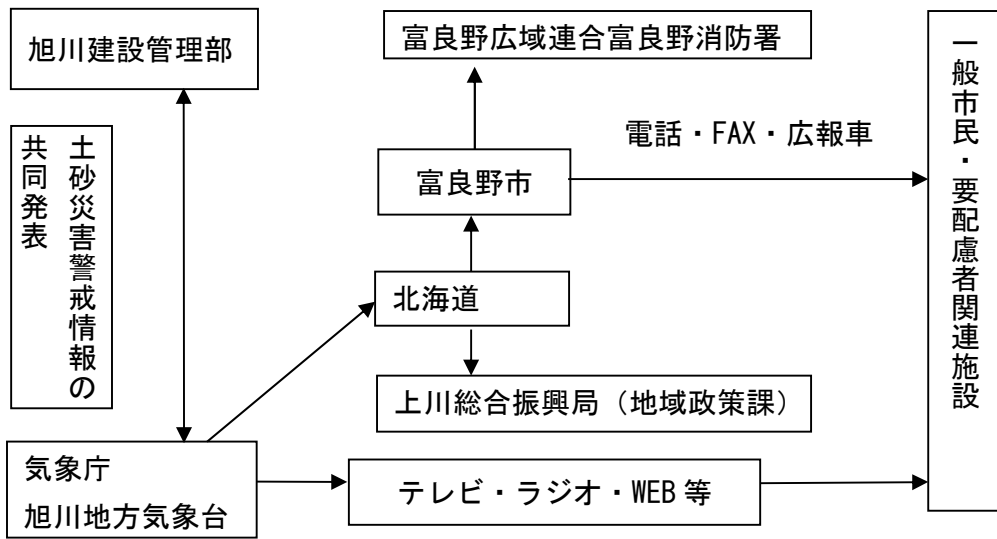 旭川建設管理部
富良野広域連合富良野消防署
一般市民・要配慮者関連施設
土砂災害警戒情報の
共同発表
電話・FAX・広報車
富良野市
北海道
上川総合振興局（地域政策課）
気象庁
旭川地方気象台
テレビ・ラジオ・WEB 等